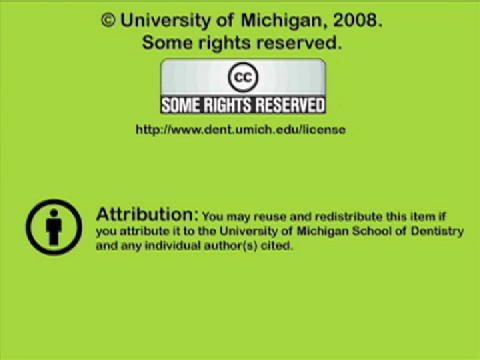 © University of Michigan, 2008.
Some rights reserved.
cc
SOME RIGHTS RESERVED
http://www.dent.umich.edu/license
Attribution: You may reuse and redistribute this item if
you attribute it to the University of Michigan School of Dentistry
and any individual author(s) cited.